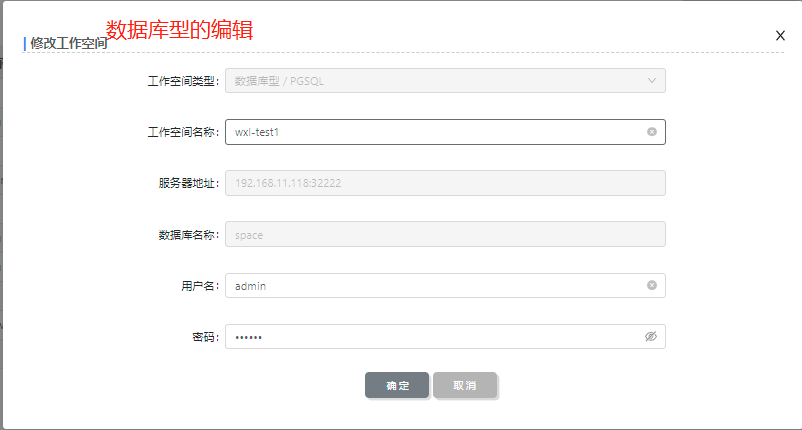 数据库型的编辑
修改工作空间
工作空间类型: 数据库型 / PGSQL
工作空间名称: wxl-test1
服务器地址: 192.168.11.118:32222
数据库名称: space
用户名: admin
密码: ••••••
确定 取消